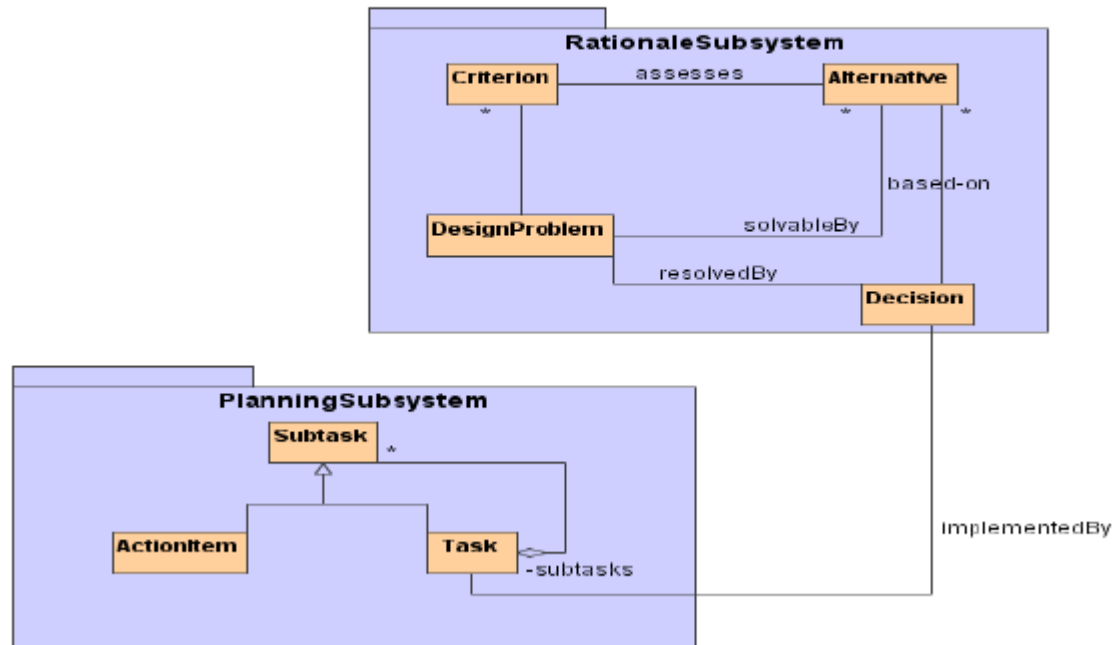 RationaleSubsystem
Criterion
assesses
Alternative
*
*
*
based-on
DesignProblem
solvableBy
resolvedBy
Decision
PlanningSubsystem
Subtask
*
implementedBy
ActionItem
Task
-subtasks